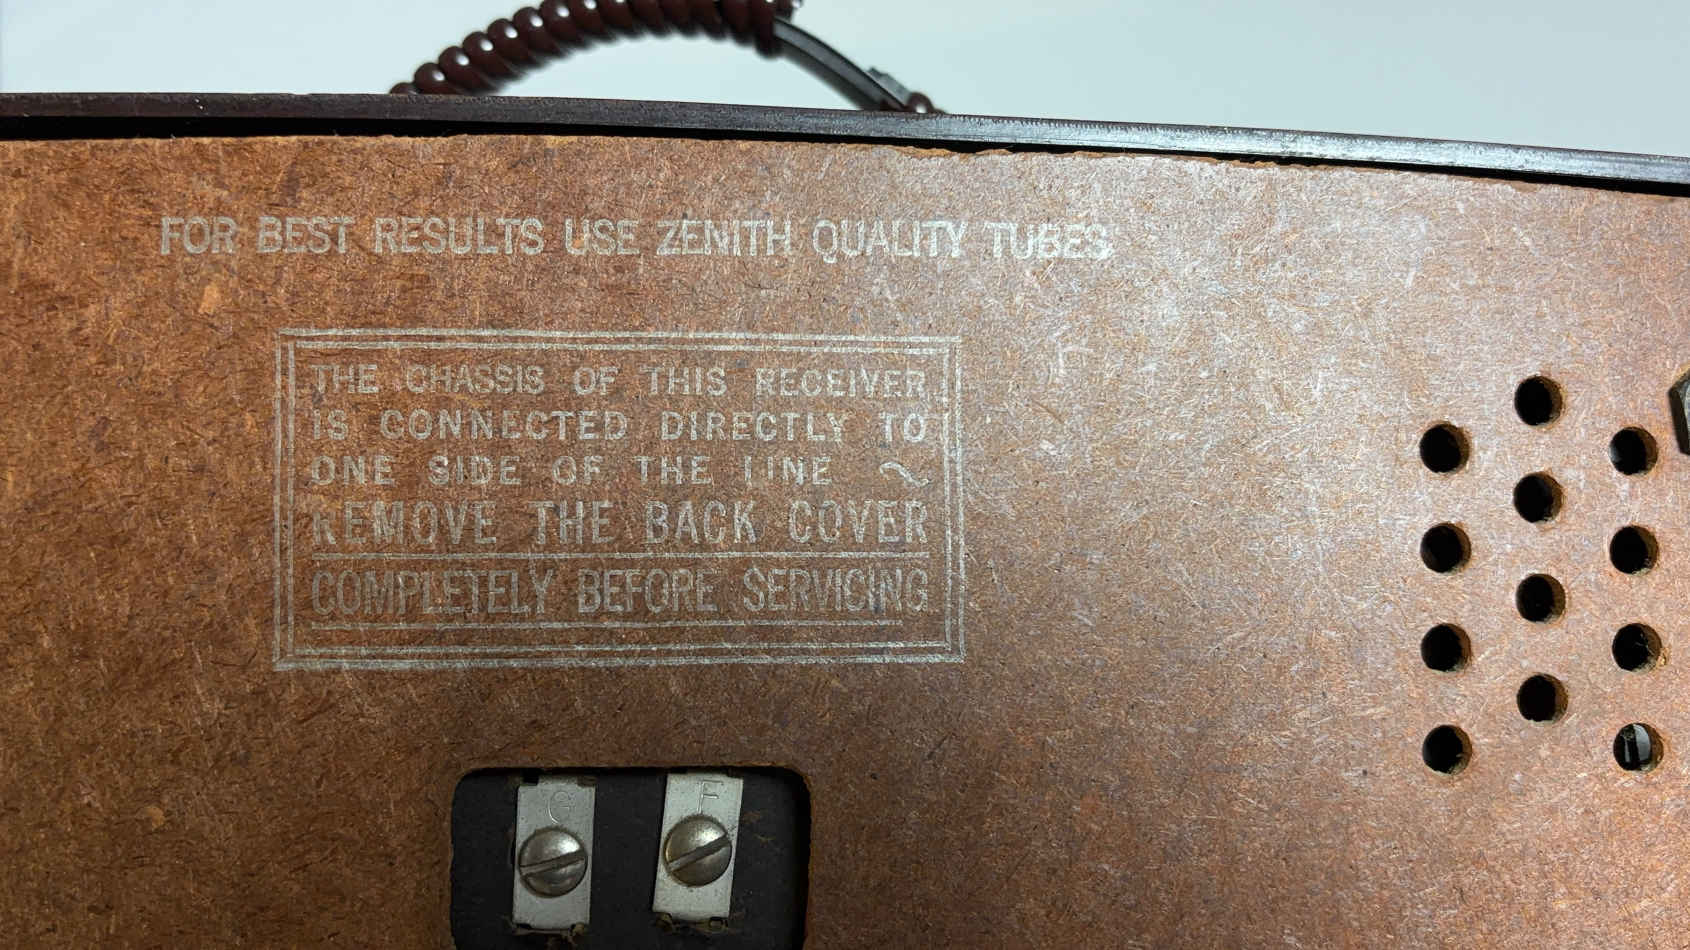 FOR BEST RESULTS USE ZENITH QUALITY TUBES
THE CHASSIS OF THIS RECEIVER
IS CONNECTED DIRECTLY TO
ONE SIDE OF THE LINE ~
REMOVE THE BACK COVER
COMPLETELY BEFORE SERVICING
G F